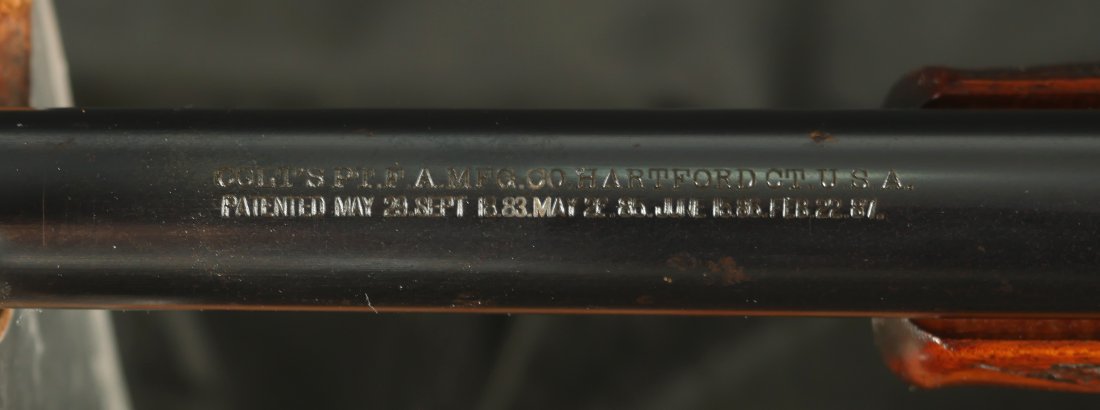 COLT'S PT. F. A. MFG. CO. HARTFORD CT. U. S. A.
PATENTED MAY 29. SEPT 18.83. MAY 26.85. JUNE 15.86. FEB. 22. 87.